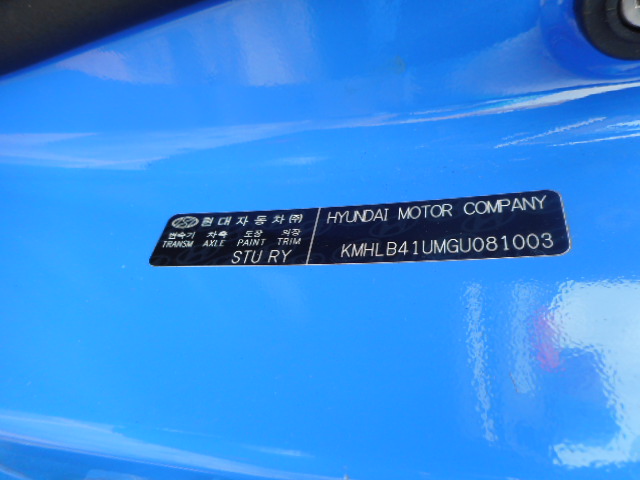 현대자동차㈜
변속기 차축 도장 의장
TRANSM AXLE PAINT TRIM
STU RY
HYUNDAI MOTOR COMPANY
KMHLB41UMGU081003